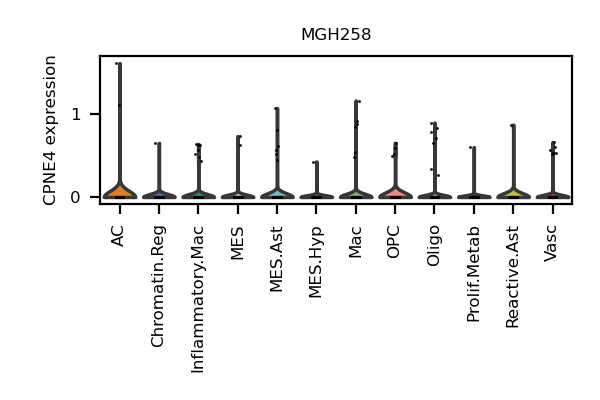 MGH258
CPNE4 expression
1
0
AC
Chromatin.Reg
Inflammatory.Mac
MES
MES.Ast
MES.Hyp
Mac
OPC
Oligo
Prolif.Metab
Reactive.Ast
Vasc